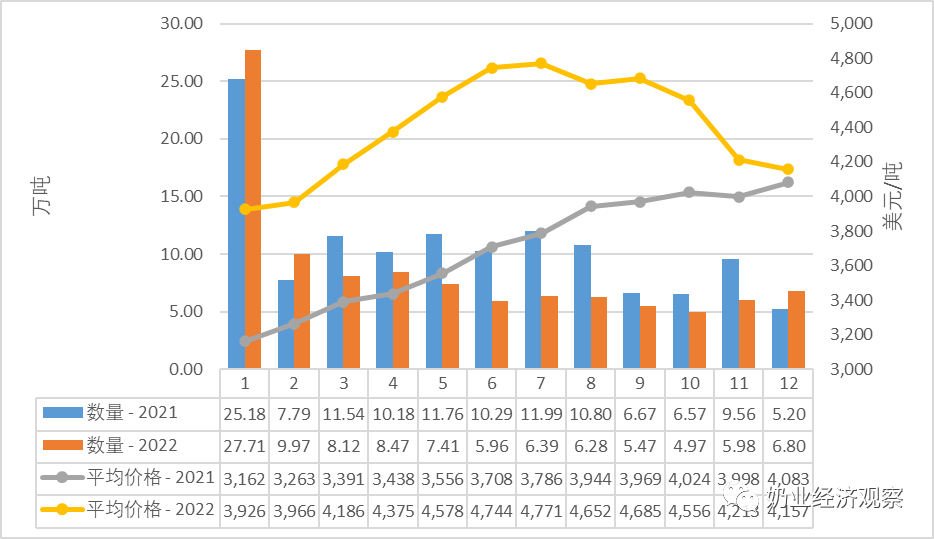 30.00 5,000
25.00 4,800
20.00 4,600
15.00 4,400
10.00 4,200
5.00 4,000
0.00 3,800
3,600
3,400
3,200
3,000
万吨
美元/吨
1 2 3 4 5 6 7 8 9 10 11 12
数量 - 2021 25.18 7.79 11.54 10.18 11.76 10.29 11.99 10.80 6.67 6.57 9.56 5.20
数量 - 2022 27.71 9.97 8.12 8.47 7.41 5.96 6.39 6.28 5.47 4.97 5.98 6.80
平均价格 - 2021 3,162 3,263 3,391 3,438 3,556 3,708 3,786 3,944 3,969 4,024 3,998 4,083
平均价格 - 2022 3,926 3,966 4,186 4,375 4,578 4,744 4,771 4,652 4,685 4,556 4,213 4,157
奶业经济观察